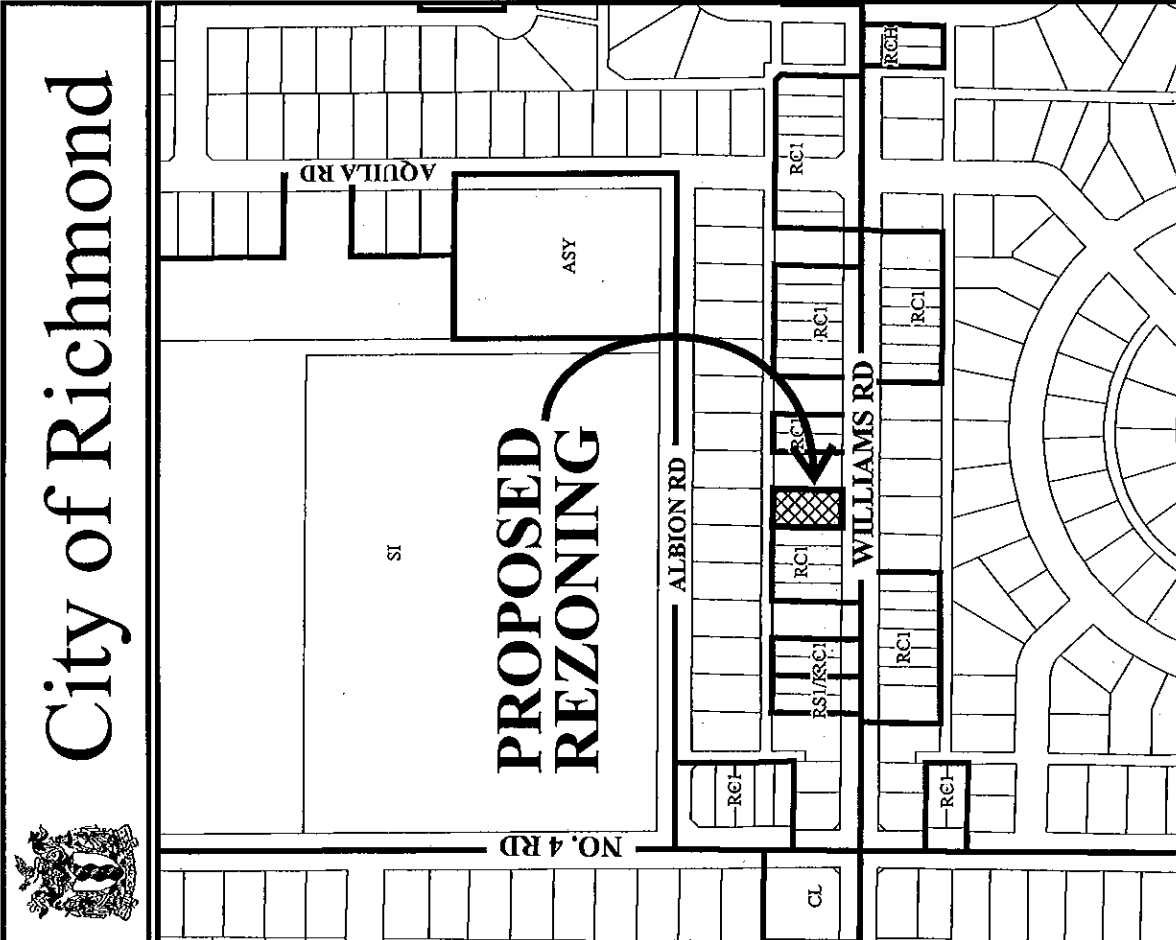 City of Richmond
AQUILA RD
ASY
SI
PROPOSED
REZONING
ALBION RD
WILLIAMS RD
NO. 4 RD
RCH
RC1
RC1
RC1
RC1
RC1
RC1
RS1/K
RC1
RC1
RC1
CL